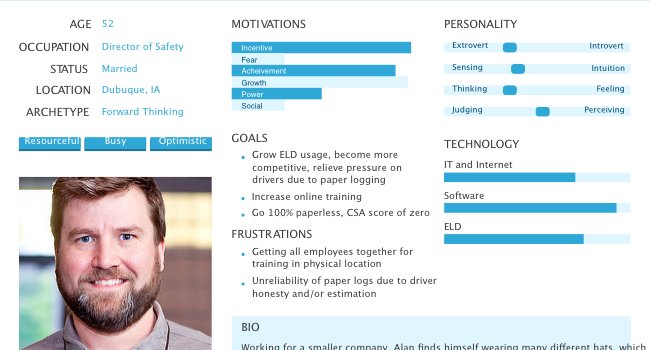 AGE 52
OCCUPATION Director of Safety
STATUS Married
LOCATION Dubuque, IA
ARCHETYPE Forward Thinking
Resourceful Busy Optimistic
MOTIVATIONS
Incentive
Fear
Acheivement
Growth
Power
Social
GOALS
Grow ELD usage, become more
competitive, relieve pressure on
drivers due to paper logging
Increase online training
Go 100% paperless, CSA score of zero
FRUSTRATIONS
Getting all employees together for
training in physical location
Unreliability of paper logs due to driver
honesty and/or estimation
PERSONALITY
Extrovert Introvert
Sensing Intuition
Thinking Feeling
Judging Perceiving
TECHNOLOGY
IT and Internet
Software
ELD
BIO
Working for a smaller company, Alan finds himself wearing many different hats, which